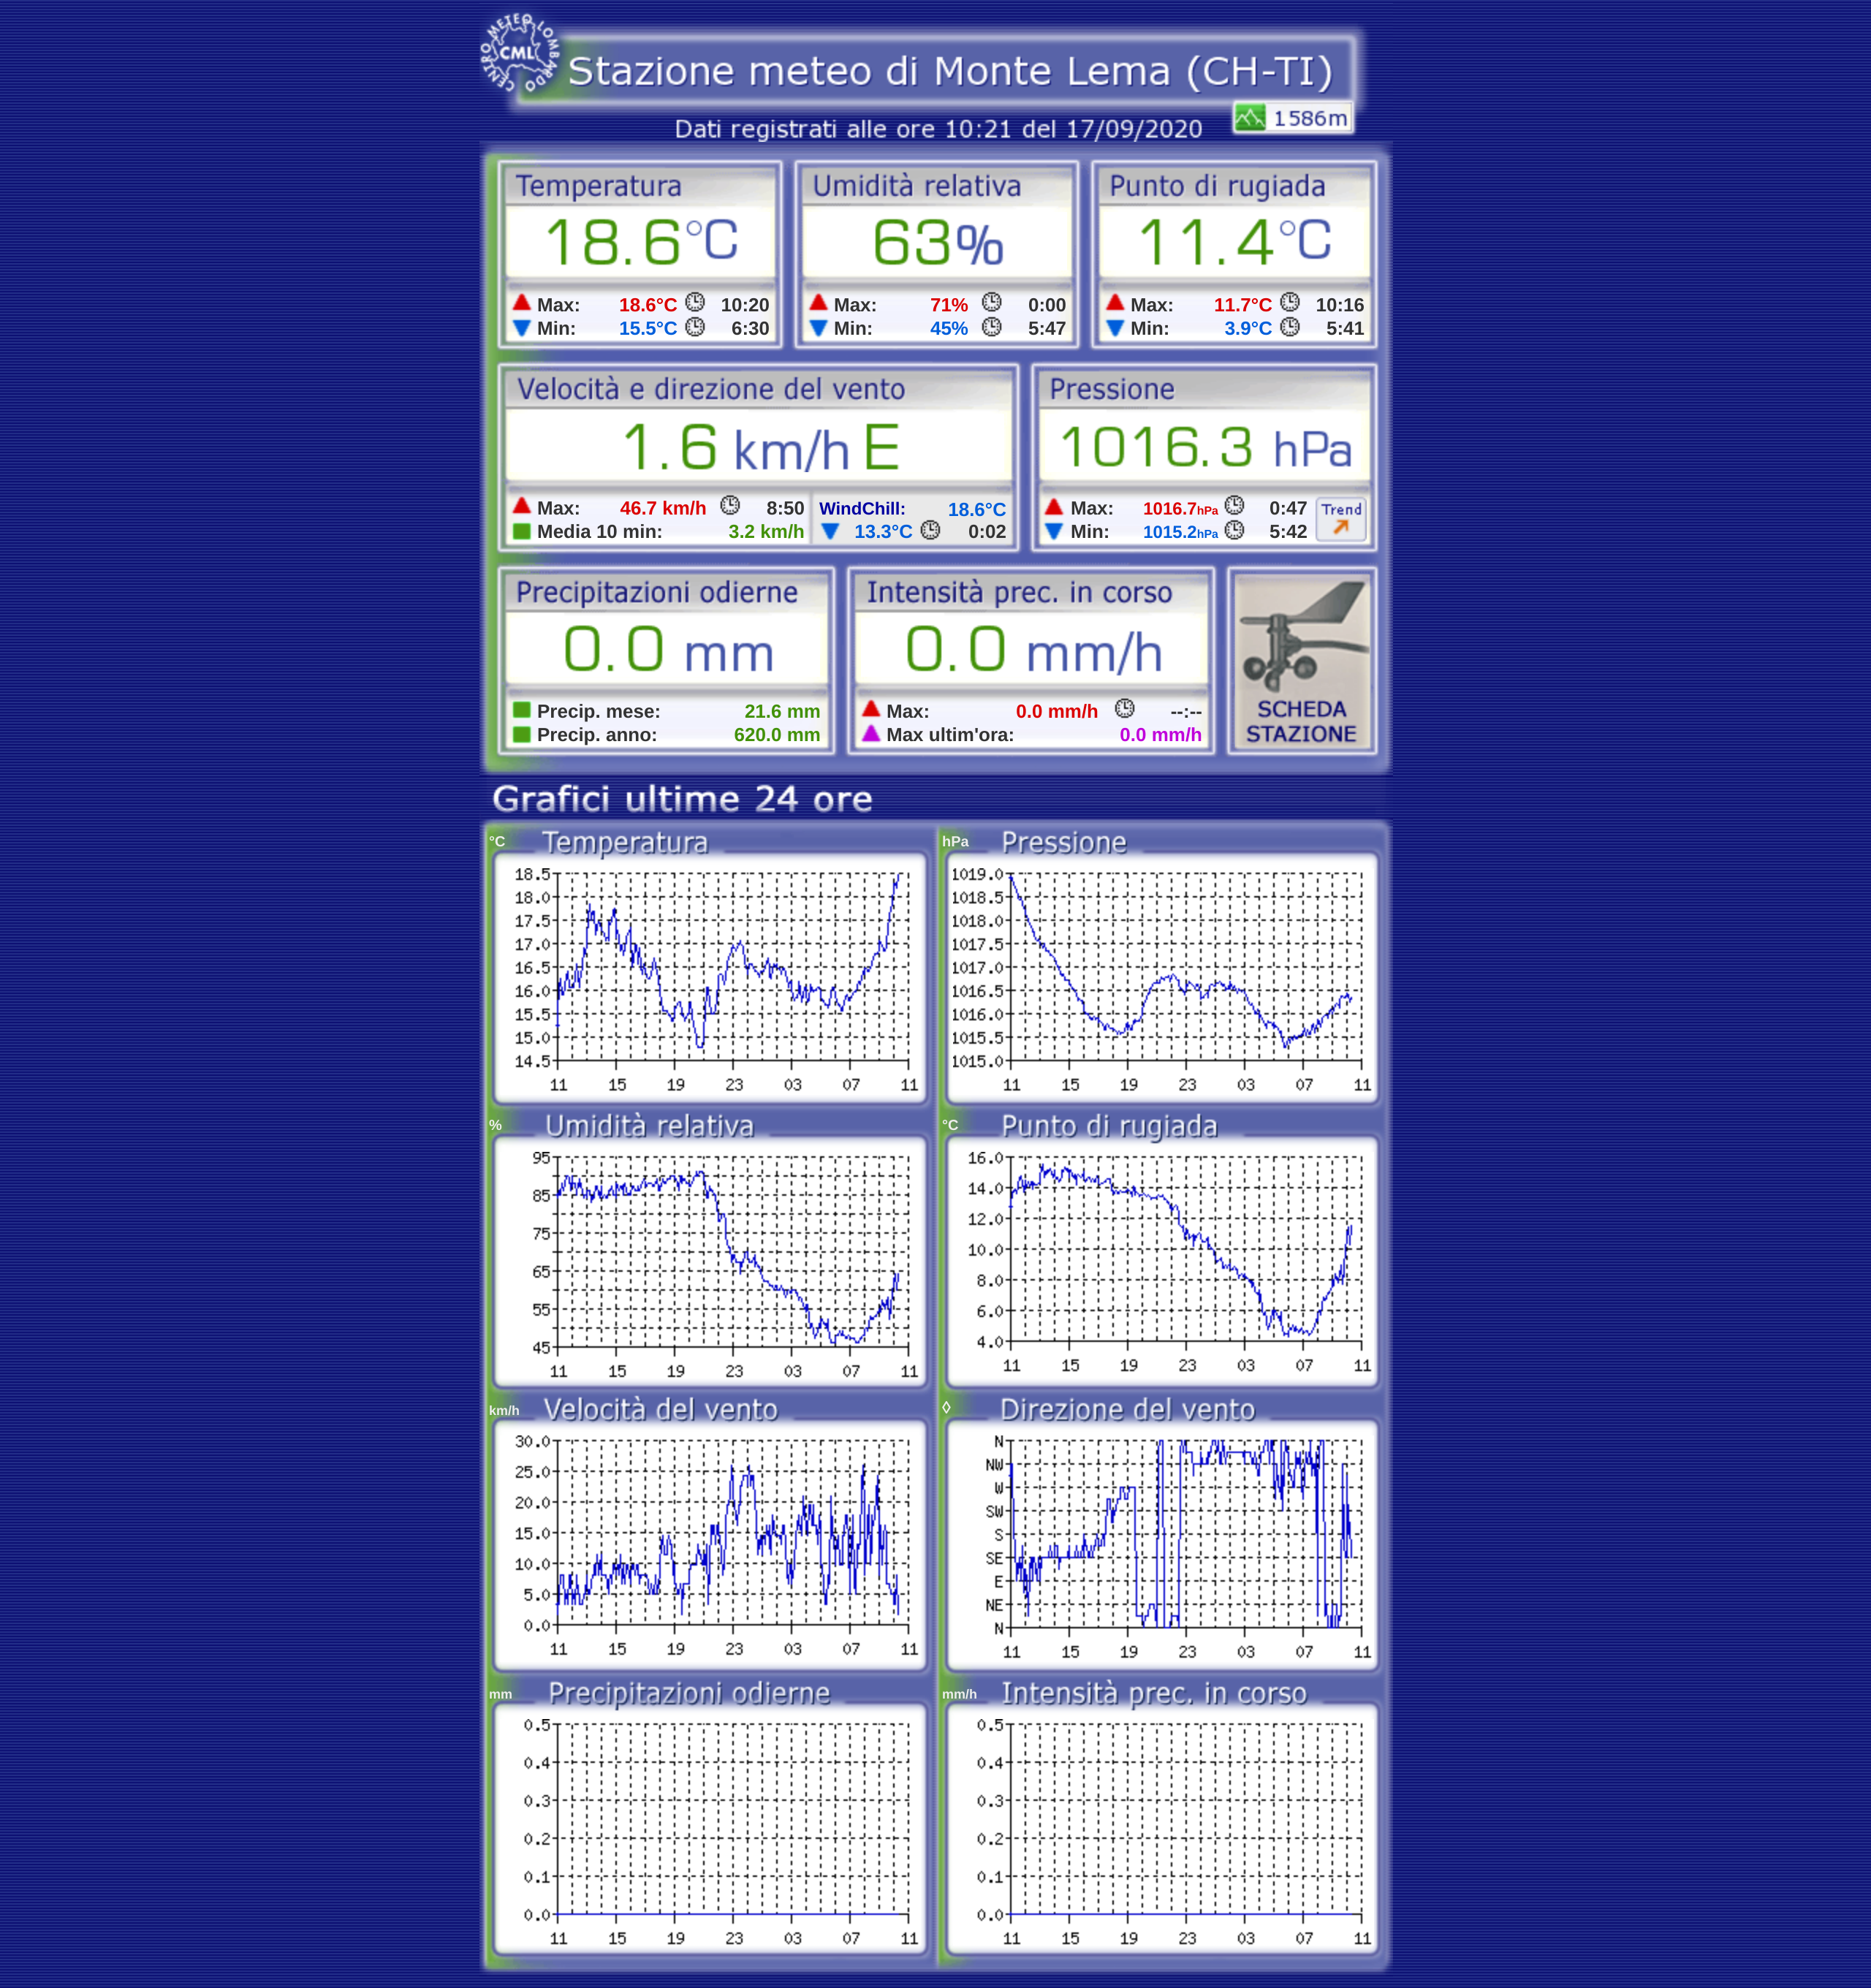 CENTRO METEO LOMBARDO
CML
Stazione meteo di Monte Lema (CH-TI)
1586m
Dati registrati alle ore 10:21 del 17/09/2020
Temperatura Umidità relativa Punto di rugiada
18.6°C 63% 11.4°C
Max: 18.6°C 10:20 Max: 71% 0:00 Max: 11.7°C 10:16
Min: 15.5°C 6:30 Min: 45% 5:47 Min: 3.9°C 5:41
Velocità e direzione del vento Pressione
1.6 km/h E 1016.3 hPa
Max: 46.7 km/h 8:50 WindChill: 18.6°C Max: 1016.7hPa 0:47 Trend
Media 10 min: 3.2 km/h 13.3°C 0:02 Min: 1015.2hPa 5:42
Precipitazioni odierne Intensità prec. in corso
0.0 mm 0.0 mm/h
Precip. mese: 21.6 mm Max: 0.0 mm/h --:-- SCHEDA
Precip. anno: 620.0 mm Max ultim'ora: 0.0 mm/h STAZIONE
Grafici ultime 24 ore
°C Temperatura
18.5
18.0
17.5
17.0
16.5
16.0
15.5
15.0
14.5
11 15 19 23 03 07 11
hPa Pressione
1019.0
1018.5
1018.0
1017.5
1017.0
1016.5
1016.0
1015.5
1015.0
11 15 19 23 03 07 11
% Umidità relativa
95
85
75
65
55
45
11 15 19 23 03 07 11
°C Punto di rugiada
16.0
14.0
12.0
10.0
8.0
6.0
4.0
11 15 19 23 03 07 11
km/h Velocità del vento
30.0
25.0
20.0
15.0
10.0
5.0
0.0
11 15 19 23 03 07 11
◊ Direzione del vento
N
NW
W
SW
S
SE
E
NE
N
11 15 19 23 03 07 11
mm Precipitazioni odierne
0.5
0.4
0.3
0.2
0.1
0.0
11 15 19 23 03 07 11
mm/h Intensità prec. in corso
0.5
0.4
0.3
0.2
0.1
0.0
11 15 19 23 03 07 11